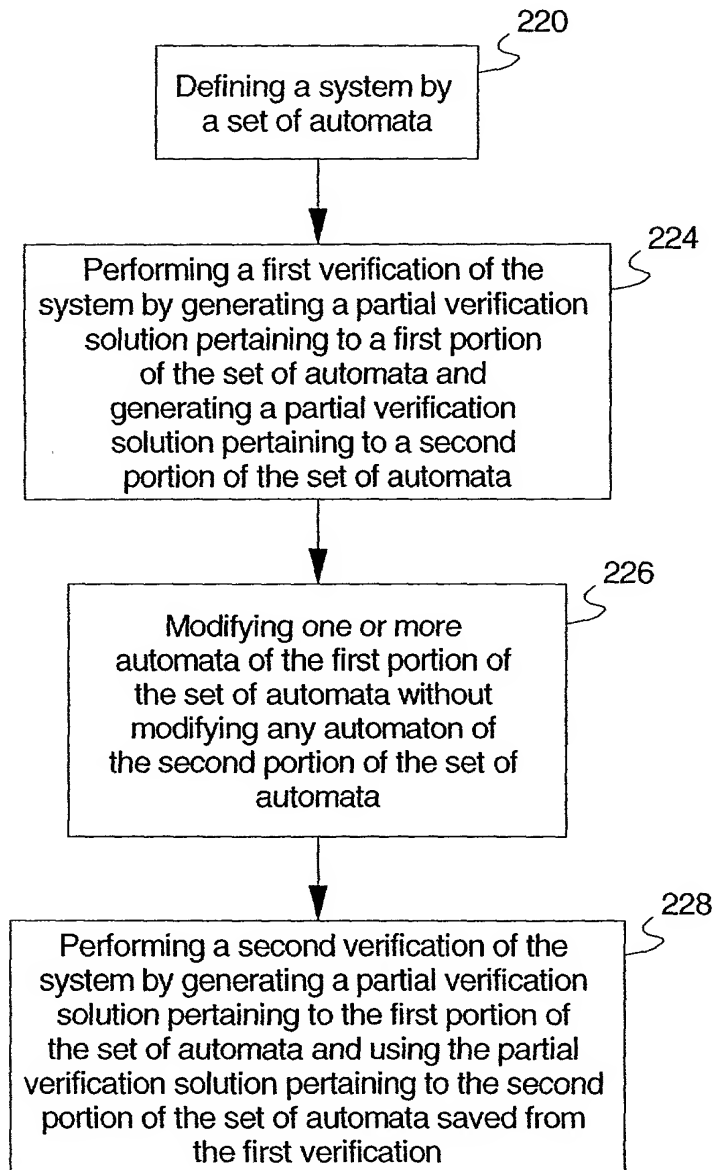 220
Defining a system by
a set of automata
224
Performing a first verification of the
system by generating a partial verification
solution pertaining to a first portion
of the set of automata and
generating a partial verification
solution pertaining to a second
portion of the set of automata
226
Modifying one or more
automata of the first portion of
the set of automata without
modifying any automaton of
the second portion of the set of
automata
228
Performing a second verification of the
system by generating a partial verification
solution pertaining to the first portion of
the set of automata and using the partial
verification solution pertaining to the second
portion of the set of automata saved from
the first verification